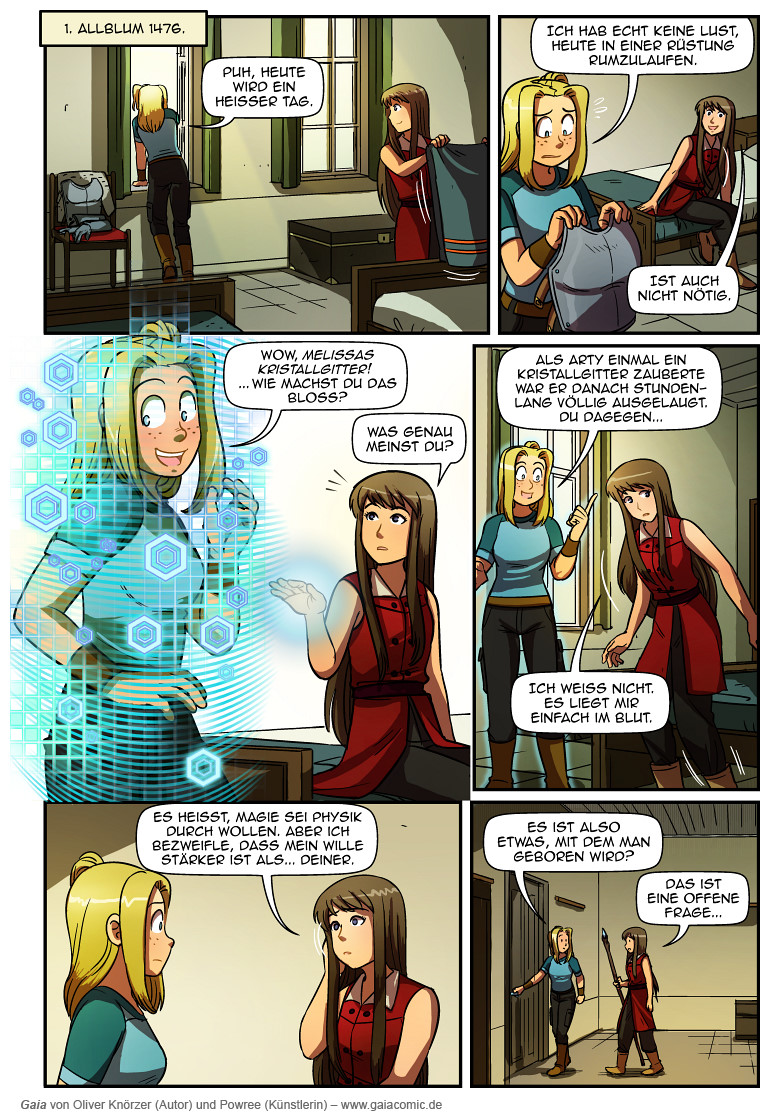 1. ALLBLUM 1476.
PUH, HEUTE
WIRD EIN
HEISSER TAG.
ICH HAB ECHT KEINE LUST,
HEUTE IN EINER RÜSTUNG
RUMZULAUFEN.
IST AUCH
NICHT NÖTIG.
WOW, MELISSAS
KRISTALLGITTER!
...WIE MACHST DU DAS
BLOSS?
WAS GENAU
MEINST DU?
ALS ARTY EINMAL EIN
KRISTALLGITTER ZAUBERTE
WAR ER DANACH STUNDEN-
LANG VÖLLIG AUSGELAUGT.
DU DAGEGEN...
ICH WEISS NICHT.
ES LIEGT MIR
EINFACH IM BLUT.
ES HEISST, MAGIE SEI PHYSIK
DURCH WOLLEN. ABER ICH
BEZWEIFLE, DASS MEIN WILLE
STÄRKER IST ALS... DEINER.
ES IST ALSO
ETWAS, MIT DEM MAN
GEBOREN WIRD?
DAS IST
EINE OFFENE
FRAGE...
Gaia von Oliver Knörzer (Autor) und Powree (Künstlerin) – www.gaiacomic.de